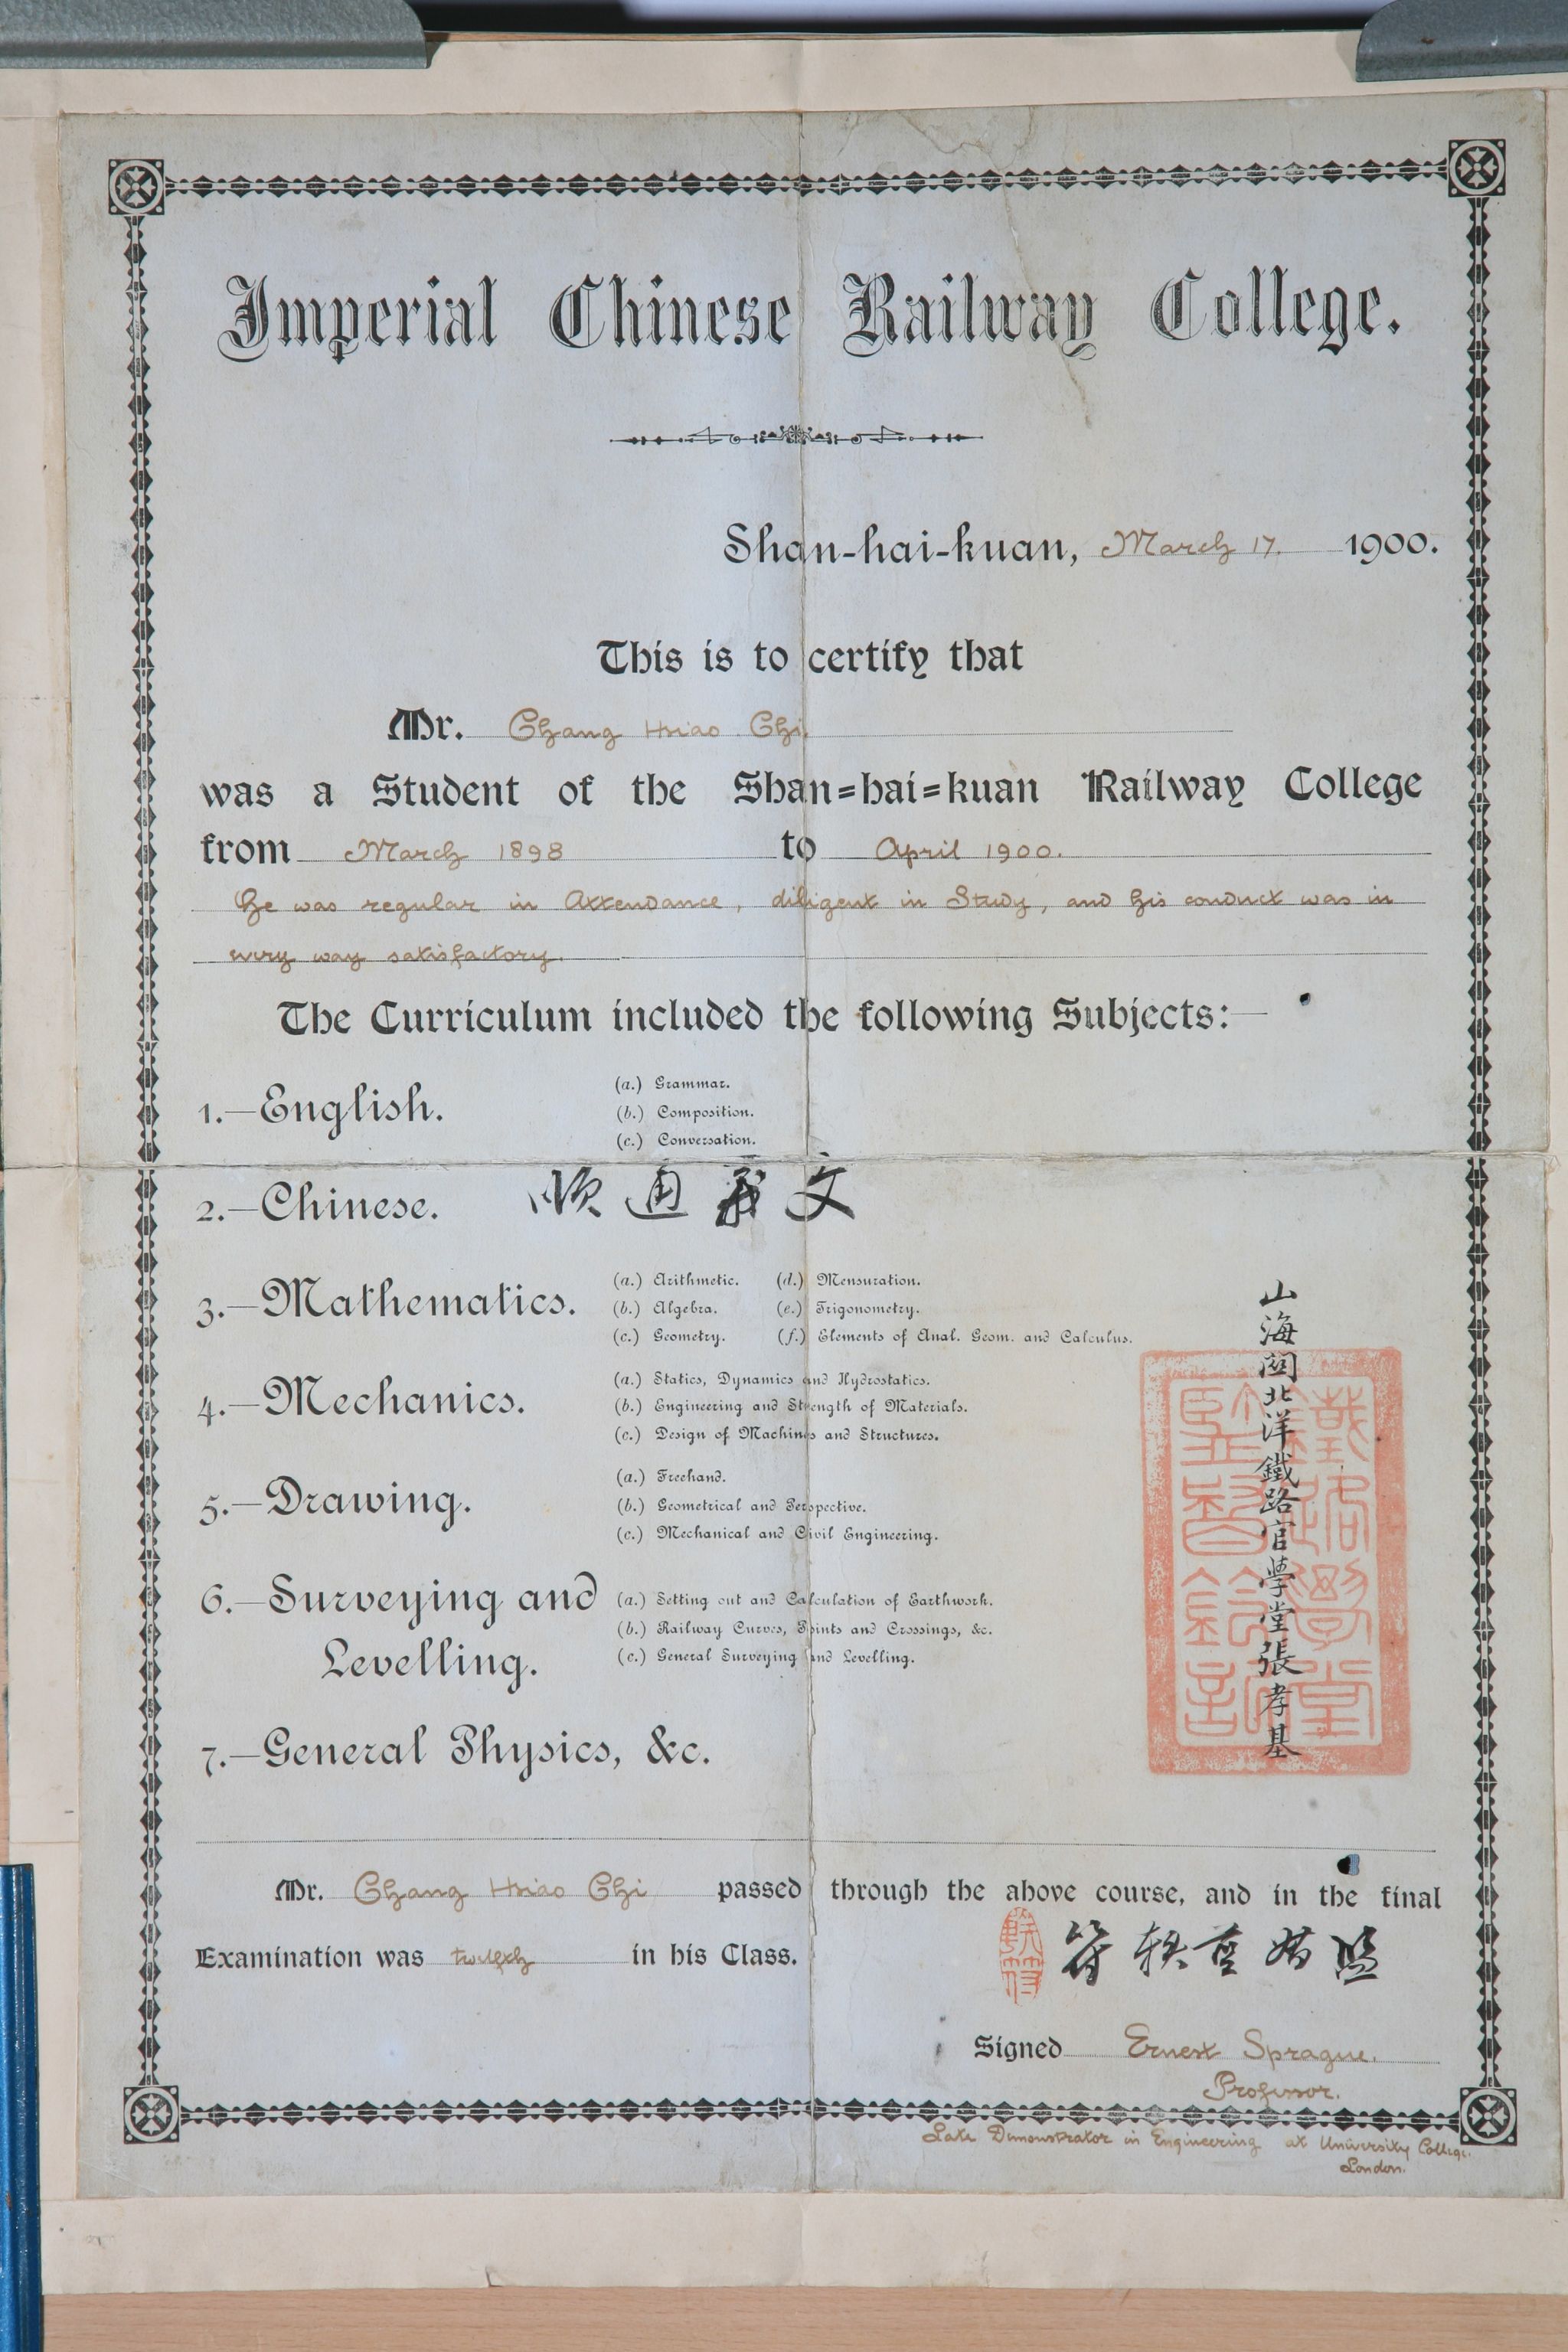 Imperial Chinese Railway College.
Shan-hai-kuan, March 17. 1900.
This is to certify that
Mr. Chang Hsiao Chi.
was a Student of the Shan=hai=kuan Railway College
from March 1898 to April 1900.
He was regular in Attendance, diligent in Study, and his conduct was in
every way satisfactory.
The Curriculum included the following Subjects:—
1.—English.
(a.) Grammar.
(b.) Composition.
(c.) Conversation.
2.—Chinese. 文義通順
3.—Mathematics.
(a.) Arithmetic. (d.) Mensuration.
(b.) Algebra. (e.) Trigonometry.
(c.) Geometry. (f.) Elements of Anal. Geom. and Calculus.
4.—Mechanics.
(a.) Statics, Dynamics and Hydrostatics.
(b.) Engineering and Strength of Materials.
(c.) Design of Machines and Structures.
5.—Drawing.
(a.) Freehand.
(b.) Geometrical and Perspective.
(c.) Mechanical and Civil Engineering.
6.—Surveying and
Levelling.
(a.) Setting out and Calculation of Earthwork.
(b.) Railway Curves, Points and Crossings, &c.
(c.) General Surveying and Levelling.
7.—General Physics, &c.
山海關北洋鐵路官學堂張孝基
Mr. Chang Hsiao Chi passed through the above course, and in the final
Examination was twelfth in his Class.
Signed Ernest Sprague.
Professor.
Late Demonstrator in Engineering at University College.
London.